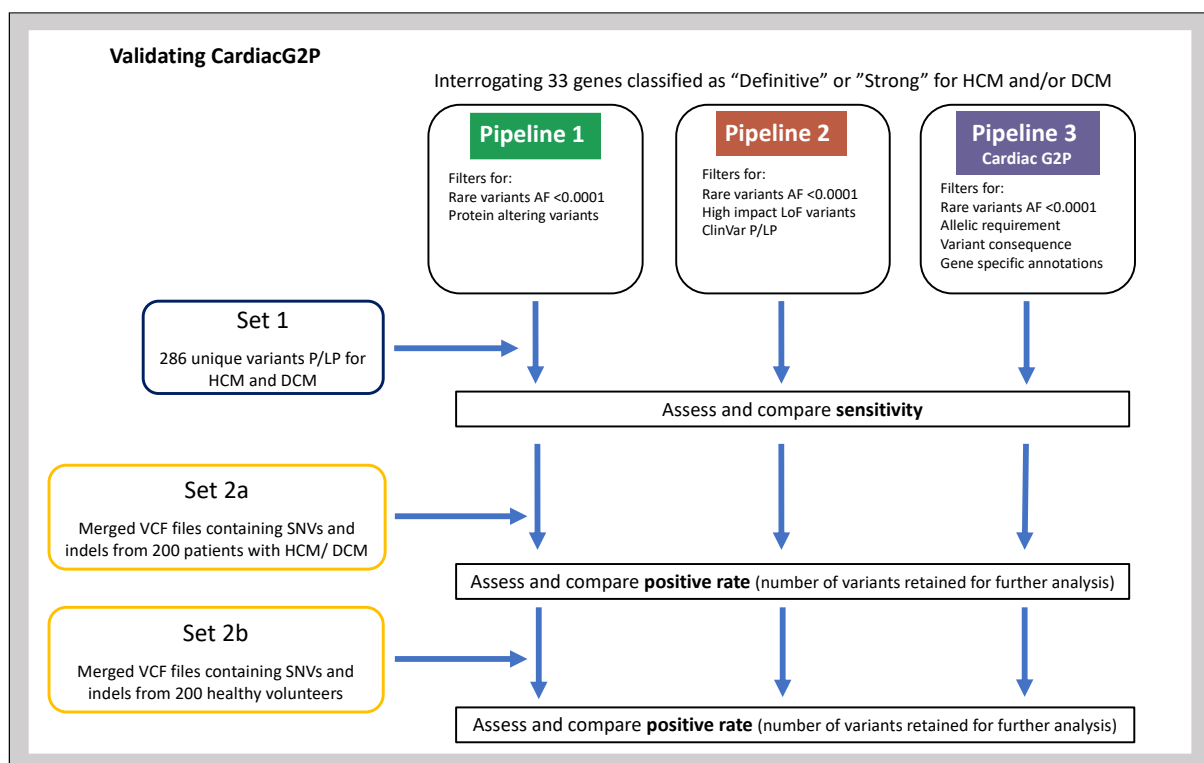 Validating CardiacG2P
Interrogating 33 genes classified as “Definitive” or ”Strong” for HCM and/or DCM
Pipeline 1
Filters for:
Rare variants AF <0.0001
Protein altering variants
Pipeline 2
Filters for:
Rare variants AF <0.0001
High impact LoF variants
ClinVar P/LP
Pipeline 3
Cardiac G2P
Filters for:
Rare variants AF <0.0001
Allelic requirement
Variant consequence
Gene specific annotations
Set 1
286 unique variants P/LP for
HCM and DCM
Assess and compare sensitivity
Set 2a
Merged VCF files containing SNVs and
indels from 200 patients with HCM/ DCM
Assess and compare positive rate (number of variants retained for further analysis)
Set 2b
Merged VCF files containing SNVs and
indels from 200 healthy volunteers
Assess and compare positive rate (number of variants retained for further analysis)